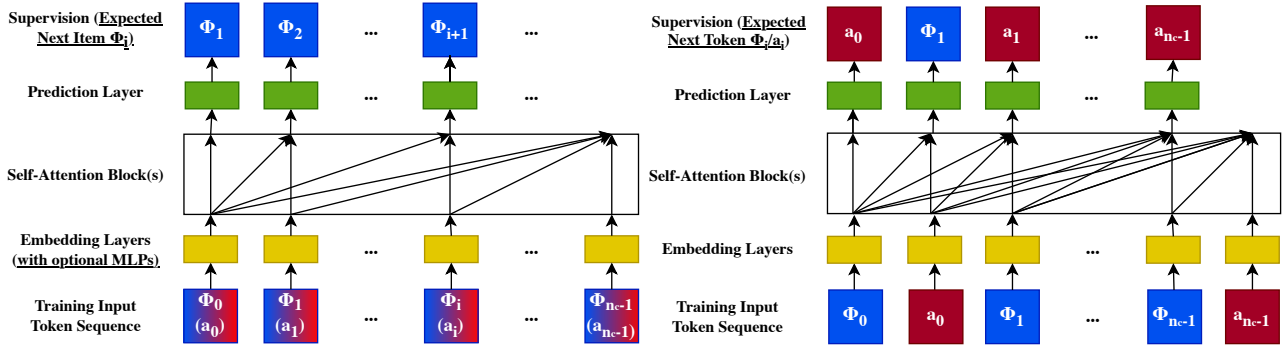 Supervision (Expected
Next Item Φi)
Φ1
Φ2
...
Φi+1
...
Prediction Layer
...
...
Self-Attention Block(s)
Embedding Layers
(with optional MLPs)
...
...
Training Input
Token Sequence
Φ0
(a0)
Φ1
(a1)
...
Φi
(ai)
...
Φnc-1
(anc-1)
Supervision (Expected
Next Token Φi/ai)
a0
Φ1
a1
...
anc-1
Prediction Layer
...
Self-Attention Block(s)
Embedding Layers
...
Training Input
Token Sequence
Φ0
a0
Φ1
...
Φnc-1
anc-1